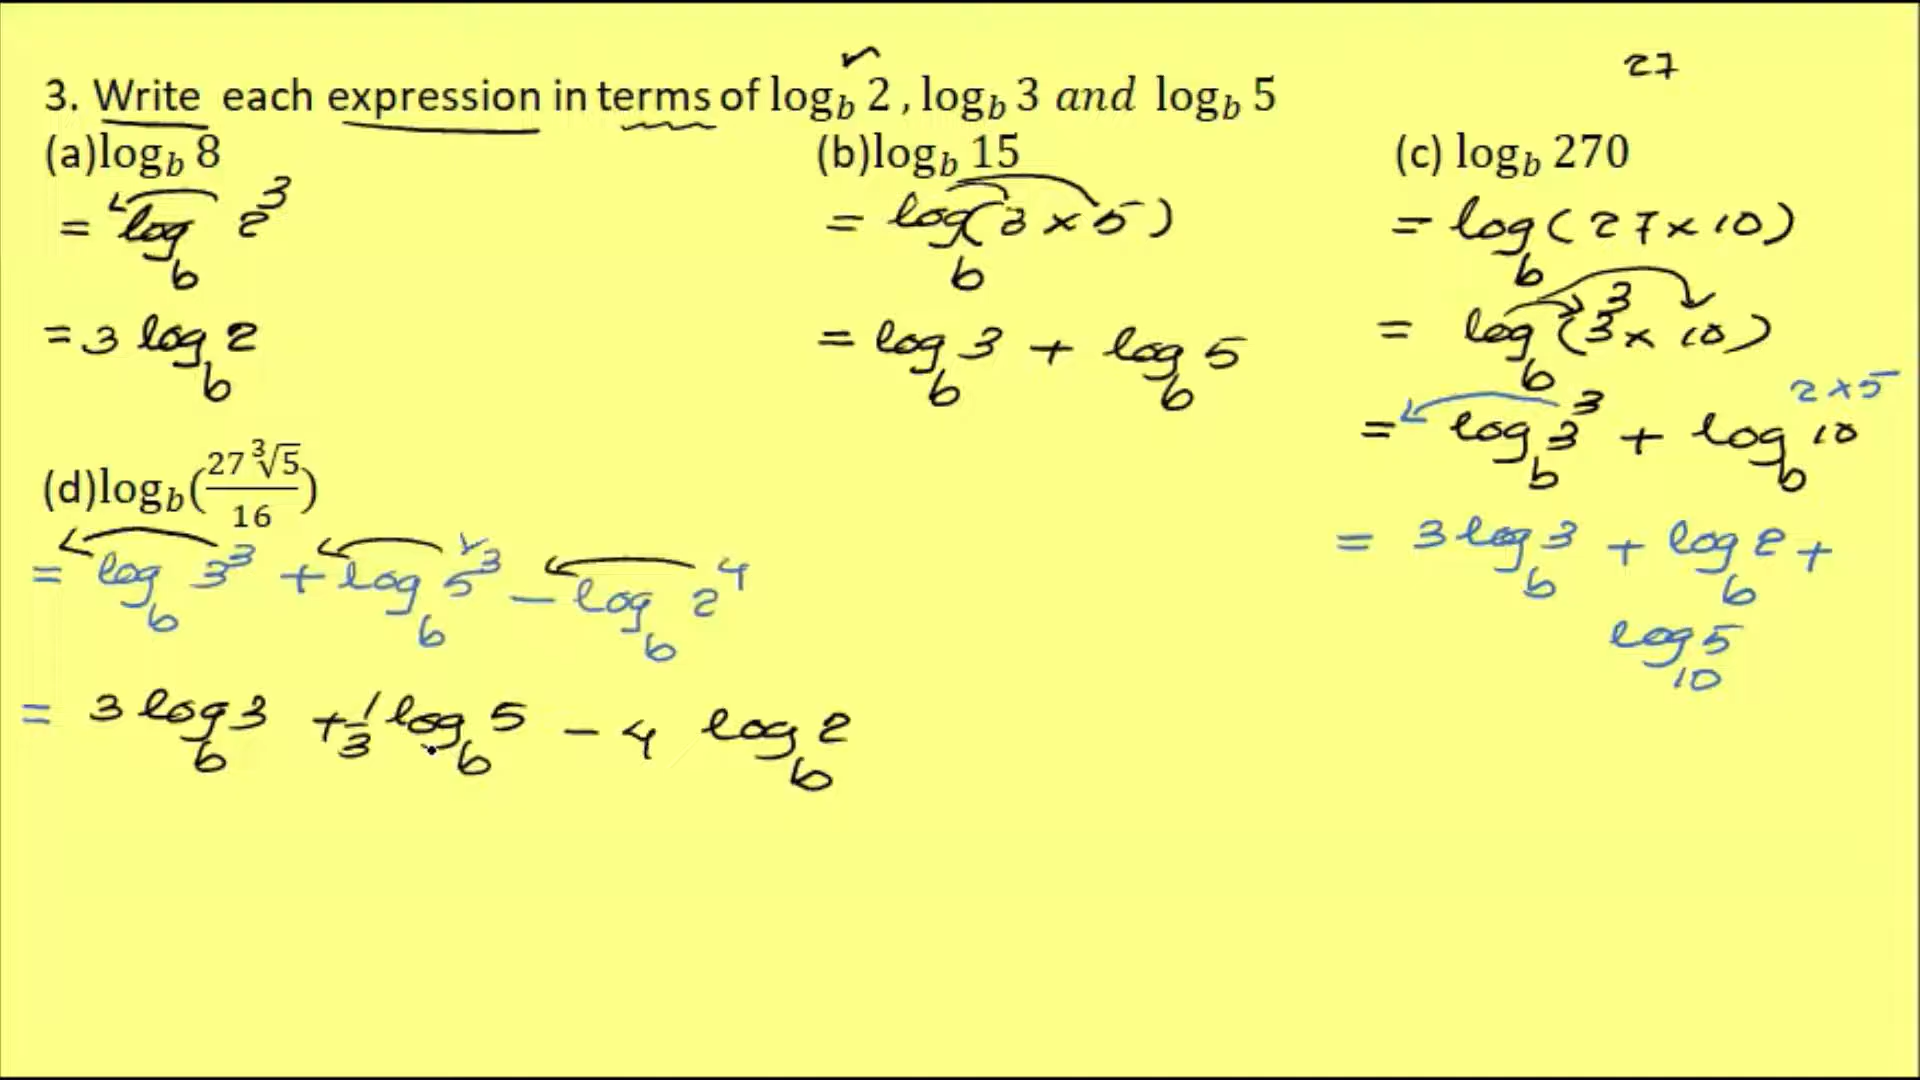 27
3. Write each expression in terms of log_b 2 , log_b 3 and log_b 5
(a)log_b 8
= log_b 2^3
= 3 log_b 2
(b)log_b 15
= log_b (3 × 5)
= log_b 3 + log_b 5
(c) log_b 270
= log_b (27 × 10)
= log_b (3^3 × 10)
2 × 5
= log_b 3^3 + log_b 10
= 3 log_b 3 + log_b 2 +
log_10 5
(d)log_b(27 ∛5 / 16)
= log_b 3^3 + log_b 5^1/3 − log_b 2^4
= 3 log_b 3 + 1/3 log_b 5 − 4 log_b 2